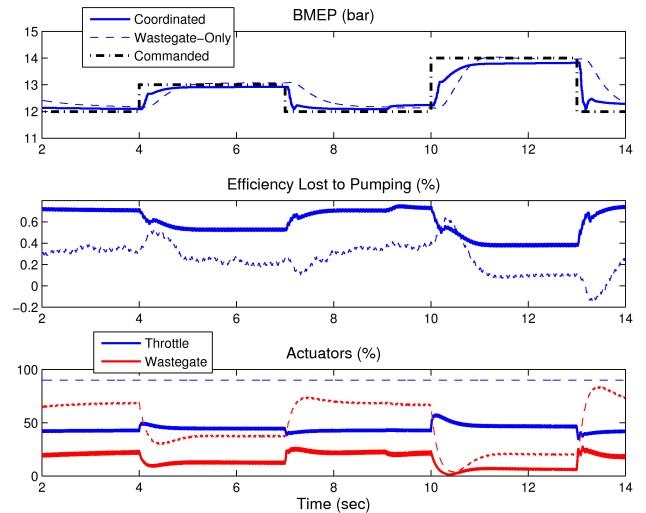 BMEP (bar)
Coordinated
Wastegate-Only
Commanded
15
14
13
12
11
2 4 6 8 10 12 14
Efficiency Lost to Pumping (%)
0.6
0.4
0.2
0
−0.2
2 4 6 8 10 12 14
Throttle
Wastegate
Actuators (%)
100
50
0
2 4 6 8 10 12 14
Time (sec)